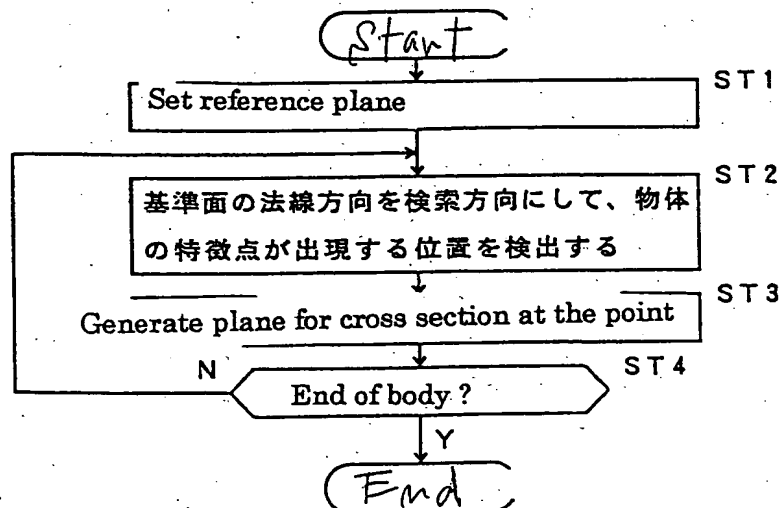 Start
ST1
Set reference plane
ST2
基準面の法線方向を検索方向にして、物体
の特徴点が出現する位置を検出する
ST3
Generate plane for cross section at the point
N
ST4
End of body ?
Y
End